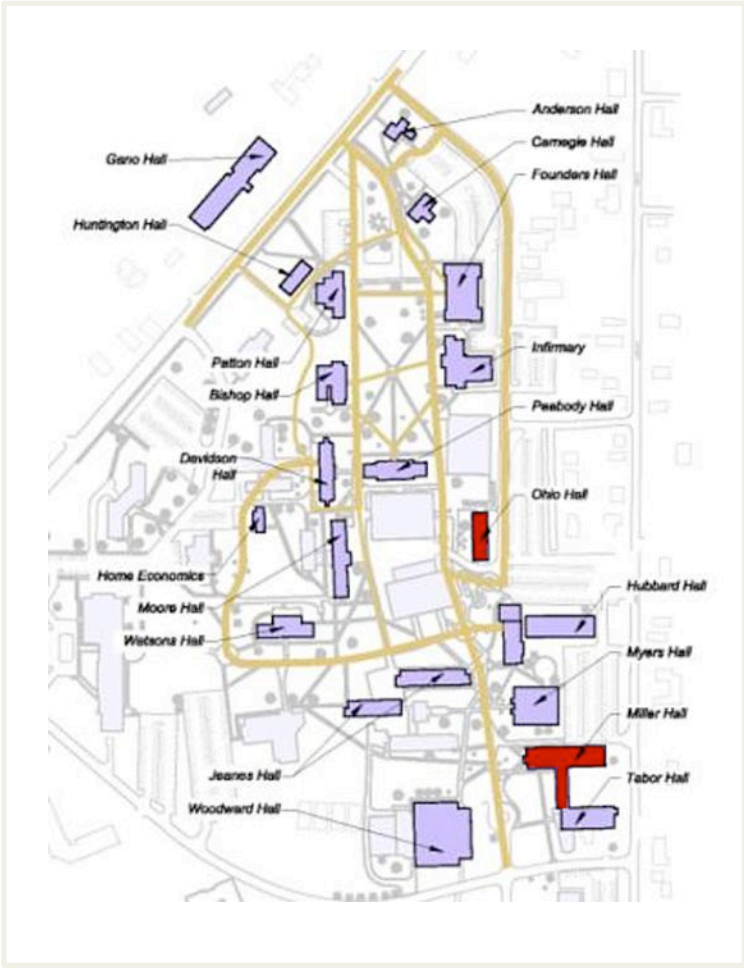 Anderson Hall
Carnegie Hall
Gano Hall
Founders Hall
Huntington Hall
Infirmary
Patton Hall
Bishop Hall
Peabody Hall
Davidson
Hall
Ohio Hall
Home Economics
Hubbard Hall
Moore Hall
Watsons Hall
Myers Hall
Miller Hall
Jeanes Hall
Tabor Hall
Woodward Hall